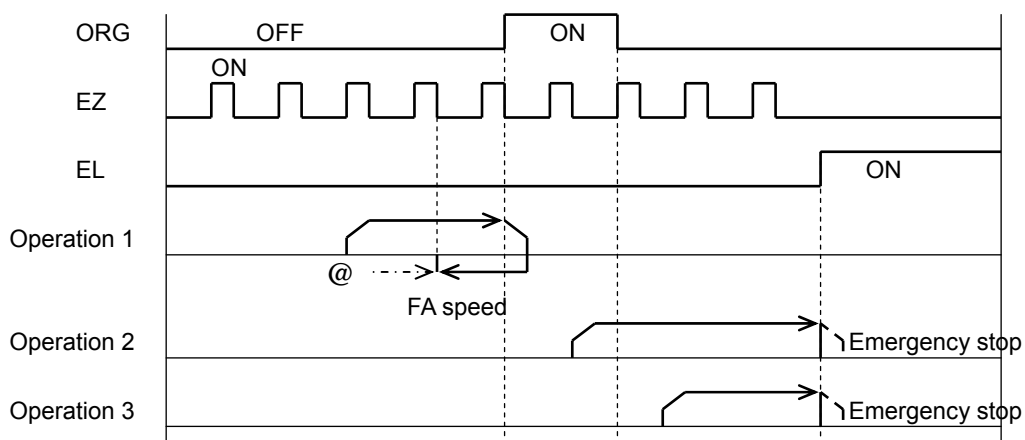 ORG OFF ON
ON
EZ
EL ON
Operation 1
@
FA speed
Operation 2 Emergency stop
Operation 3 Emergency stop